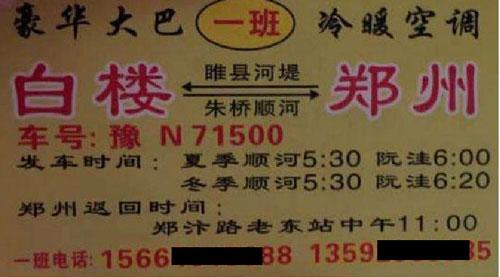 豪华大巴 一班 冷暖空调
白楼 睢县河堤 郑州
朱桥顺河
车号:豫 N 71500
发车时间: 夏季顺河5:30 阮洼6:00
冬季顺河5:30 阮洼6:20
郑州返回时间:
郑汴路老东站中午11:00
一班电话: 1566 88 1359